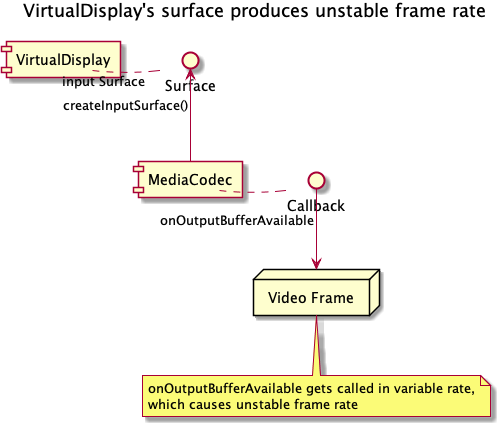 VirtualDisplay's surface produces unstable frame rate
VirtualDisplay
input Surface
Surface
createInputSurface()
MediaCodec
Callback
onOutputBufferAvailable
Video Frame
onOutputBufferAvailable gets called in variable rate,
which causes unstable frame rate